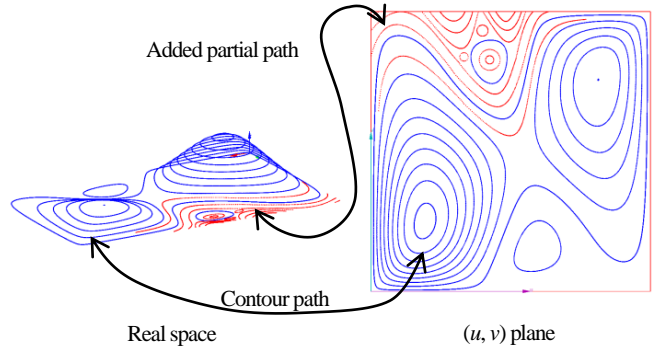 Added partial path
Contour path
Real space
(u, v) plane